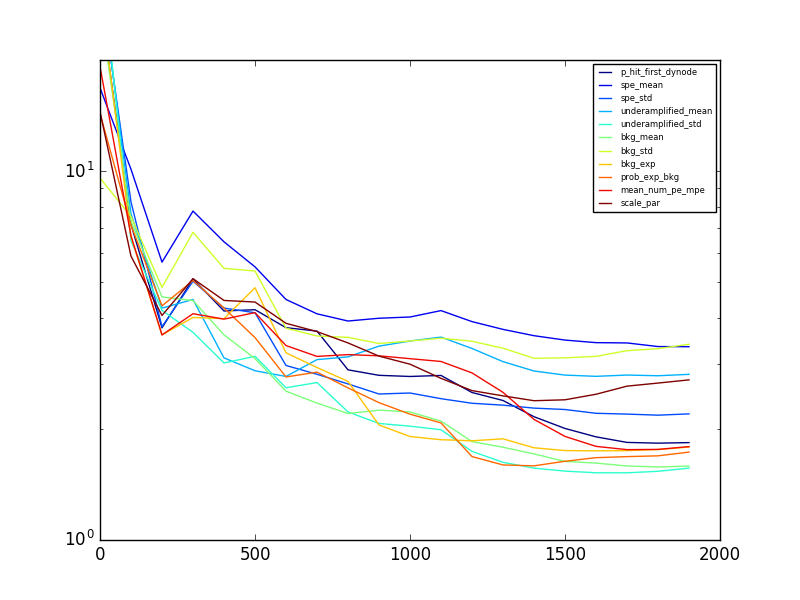 p_hit_first_dynode
spe_mean
spe_std
underamplified_mean
underamplified_std
bkg_mean
bkg_std
bkg_exp
prob_exp_bkg
mean_num_pe_mpe
scale_par
10^1
10^0
0 500 1000 1500 2000